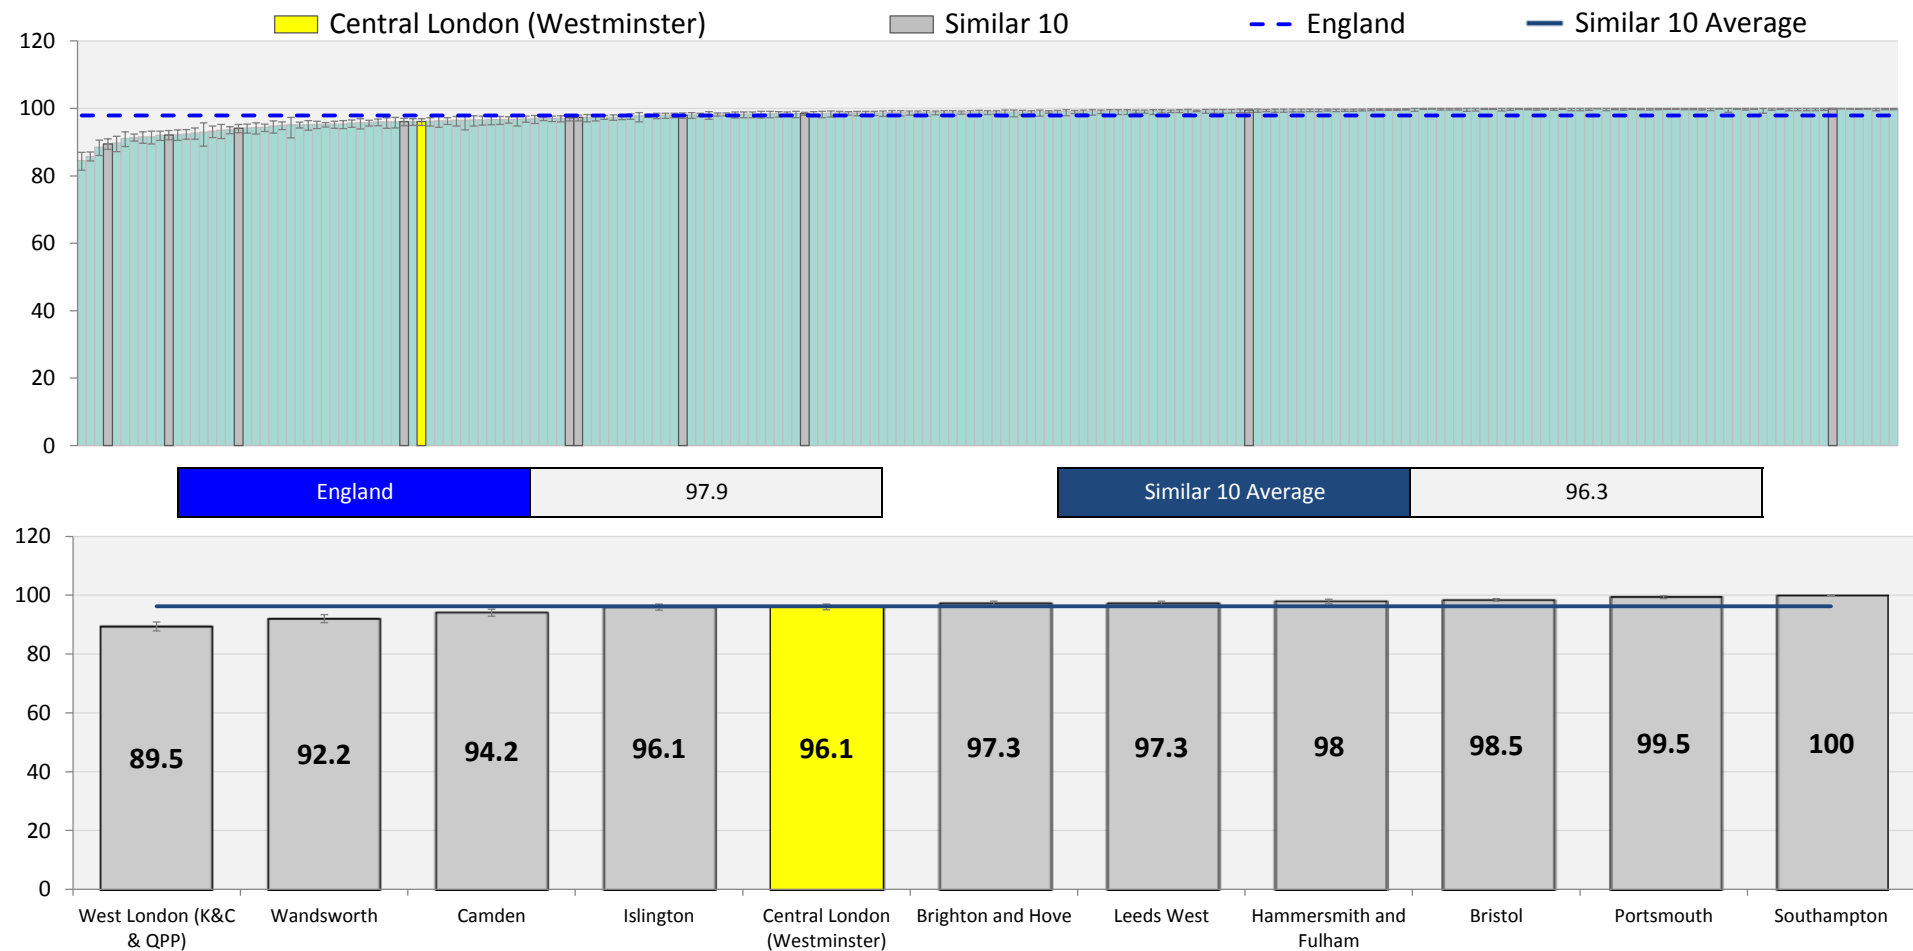 Central London (Westminster) Similar 10 England Similar 10 Average
120
100
80
60
40
20
0
England 97.9 Similar 10 Average 96.3
120
100
80
60
40
20
0
89.5 92.2 94.2 96.1 96.1 97.3 97.3 98 98.5 99.5 100
West London (K&C
& QPP)
Wandsworth
Camden
Islington
Central London
(Westminster)
Brighton and Hove
Leeds West
Hammersmith and
Fulham
Bristol
Portsmouth
Southampton